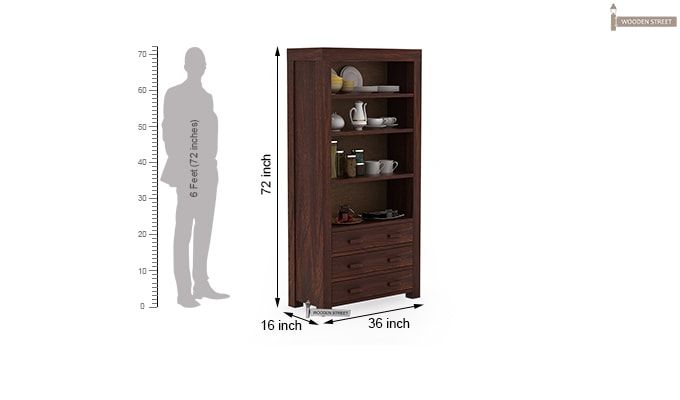 WOODEN STREET
70
60
50
40
30
20
10
0
6 Feet (72 inches)
72 inch
16 inch
36 inch
WOODEN STREET